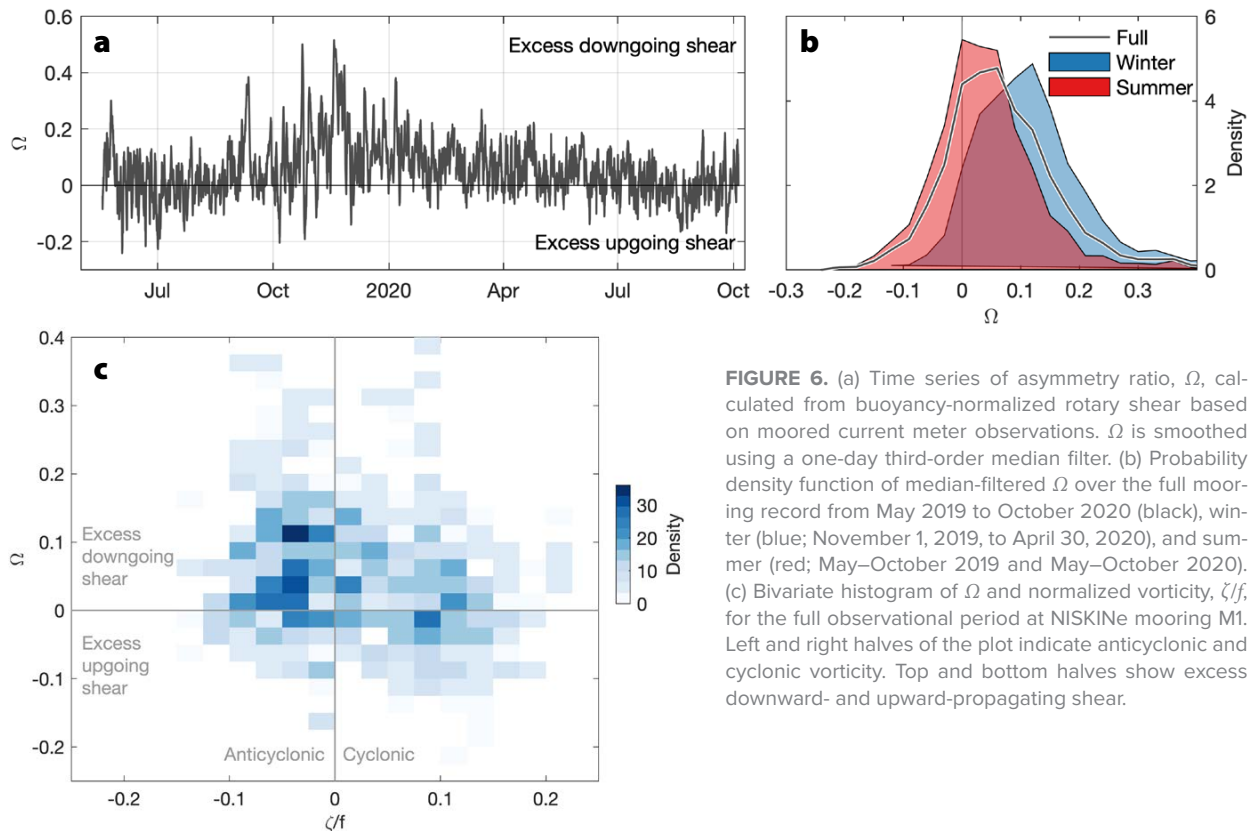 a
Excess downgoing shear
Excess upgoing shear
Ω
0.6
0.4
0.2
0
-0.2
Jul
Oct
2020
Apr
Jul
Oct
b
Full
Winter
Summer
6
4
2
0
Density
-0.3
-0.2
-0.1
0
0.1
0.2
0.3
Ω
c
0.4
0.3
0.2
0.1
0
-0.1
-0.2
Ω
Excess
downgoing
shear
Excess
upgoing
shear
Anticyclonic
Cyclonic
30
20
10
0
Density
-0.2
-0.1
0
0.1
0.2
ζ/f
FIGURE 6. (a) Time series of asymmetry ratio, Ω, cal-
culated from buoyancy-normalized rotary shear based
on moored current meter observations. Ω is smoothed
using a one-day third-order median filter. (b) Probability
density function of median-filtered Ω over the full moor-
ing record from May 2019 to October 2020 (black), win-
ter (blue; November 1, 2019, to April 30, 2020), and sum-
mer (red; May–October 2019 and May–October 2020).
(c) Bivariate histogram of Ω and normalized vorticity, ζ/f,
for the full observational period at NISKINe mooring M1.
Left and right halves of the plot indicate anticyclonic and
cyclonic vorticity. Top and bottom halves show excess
downward- and upward-propagating shear.